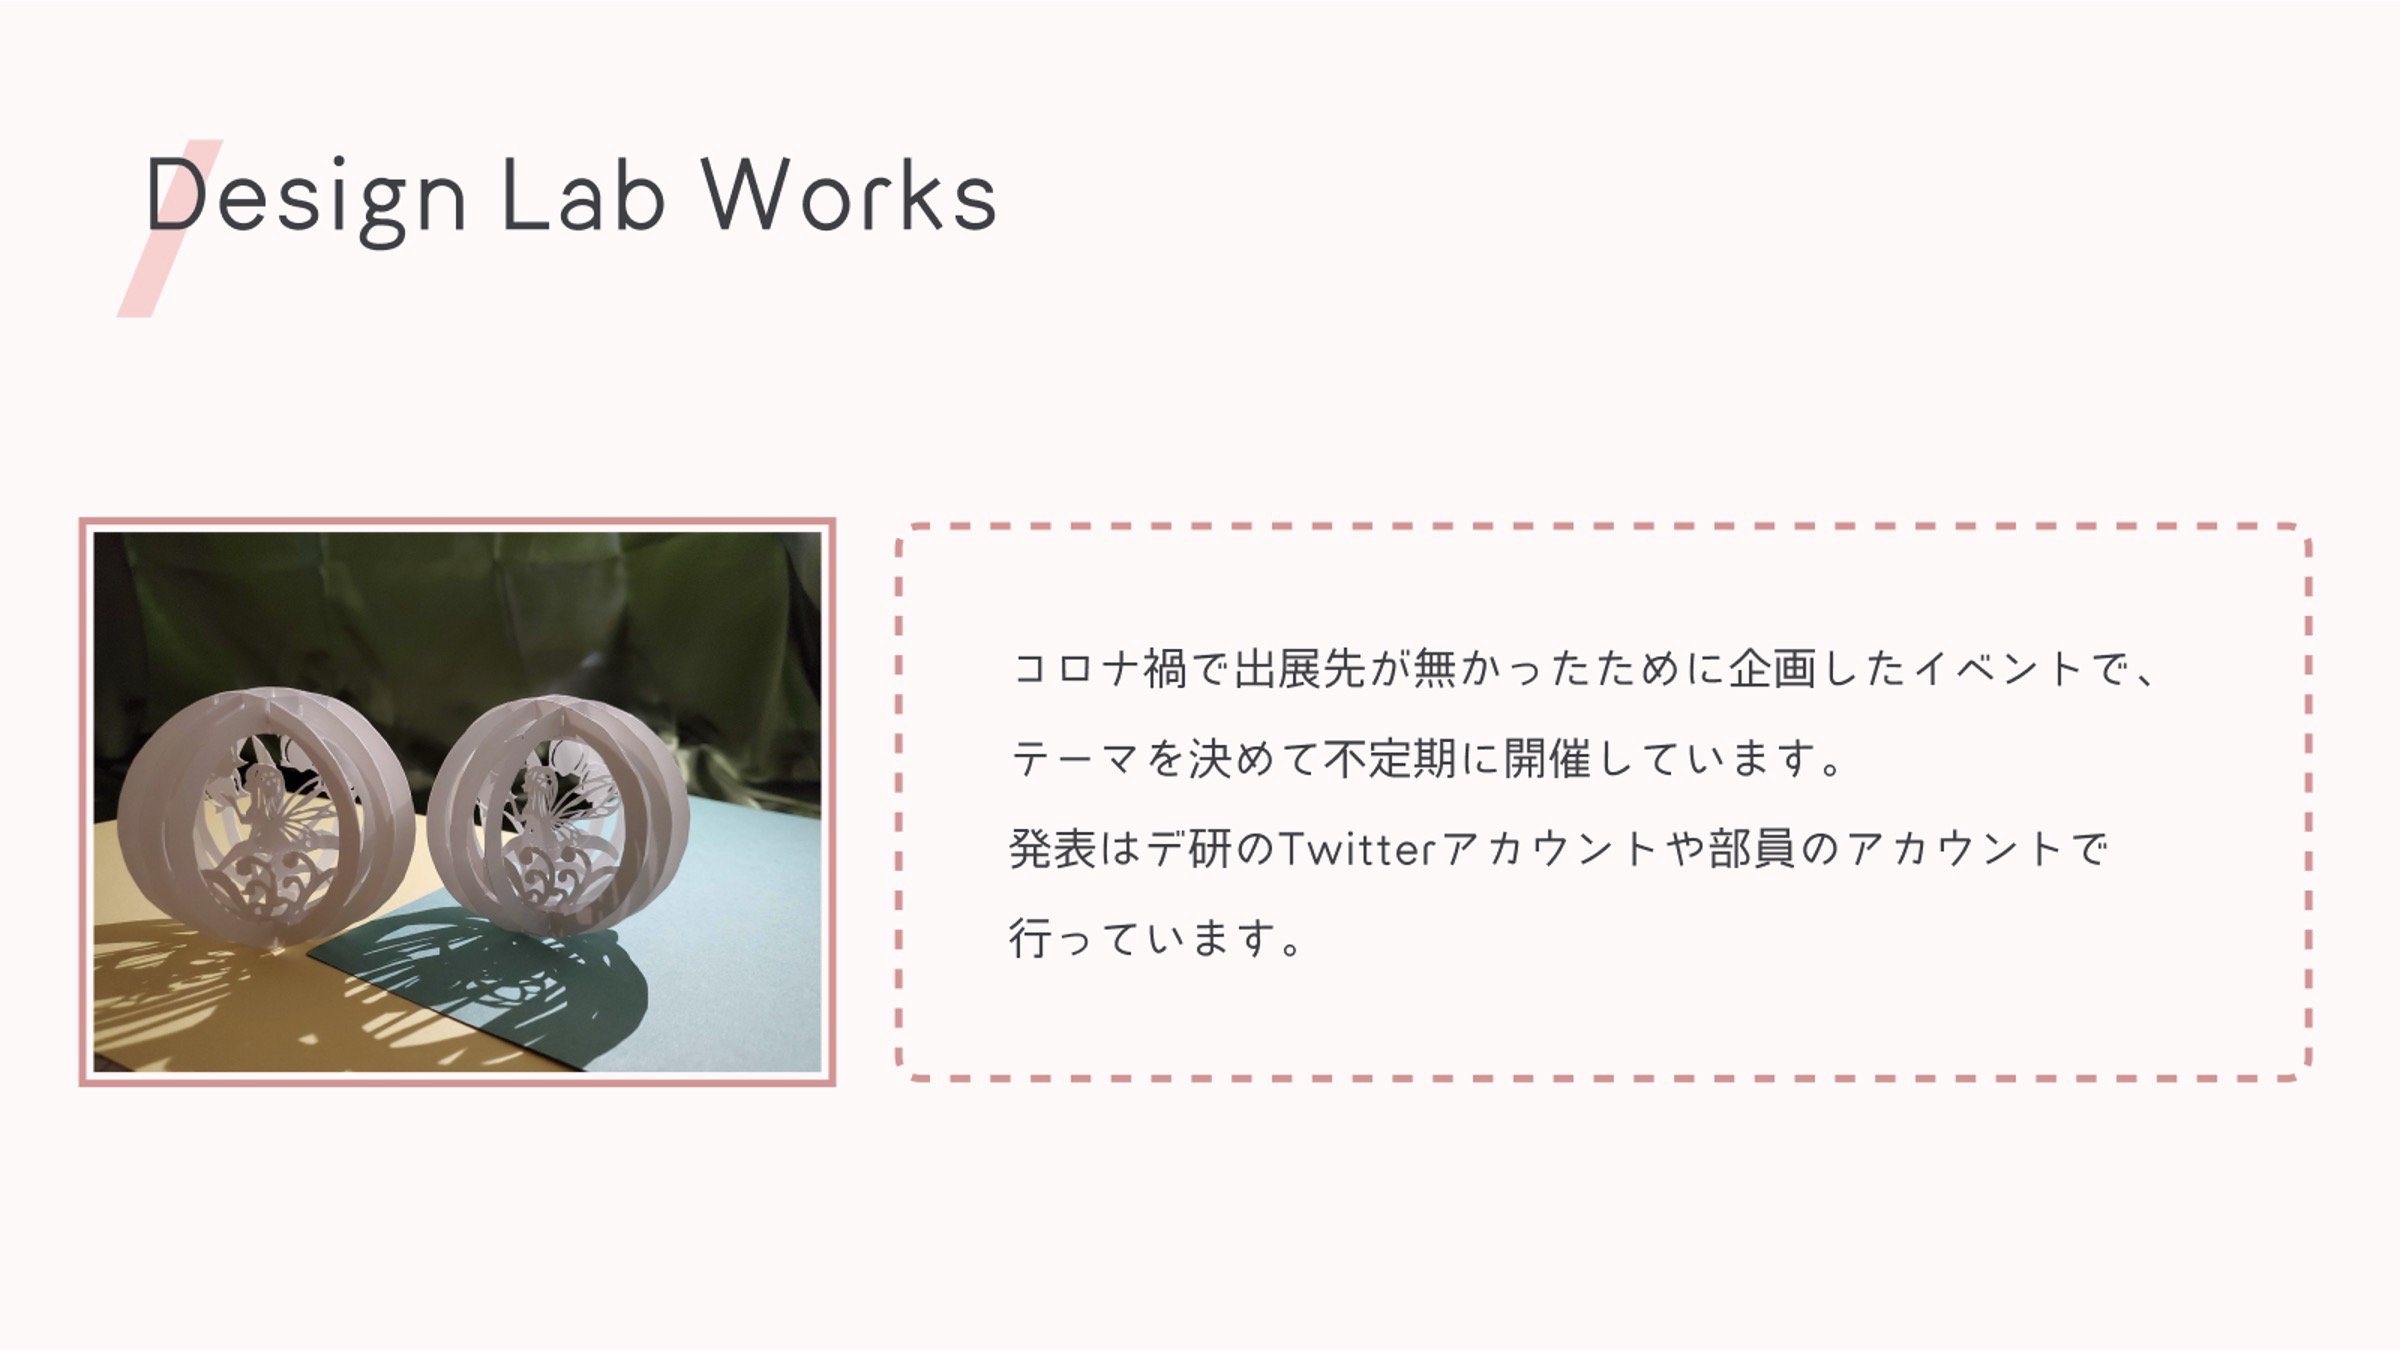 Design Lab Works
コロナ禍で出展先が無かったために企画したイベントで、
テーマを決めて不定期に開催しています。
発表はデ研のTwitterアカウントや部員のアカウントで
行っています。